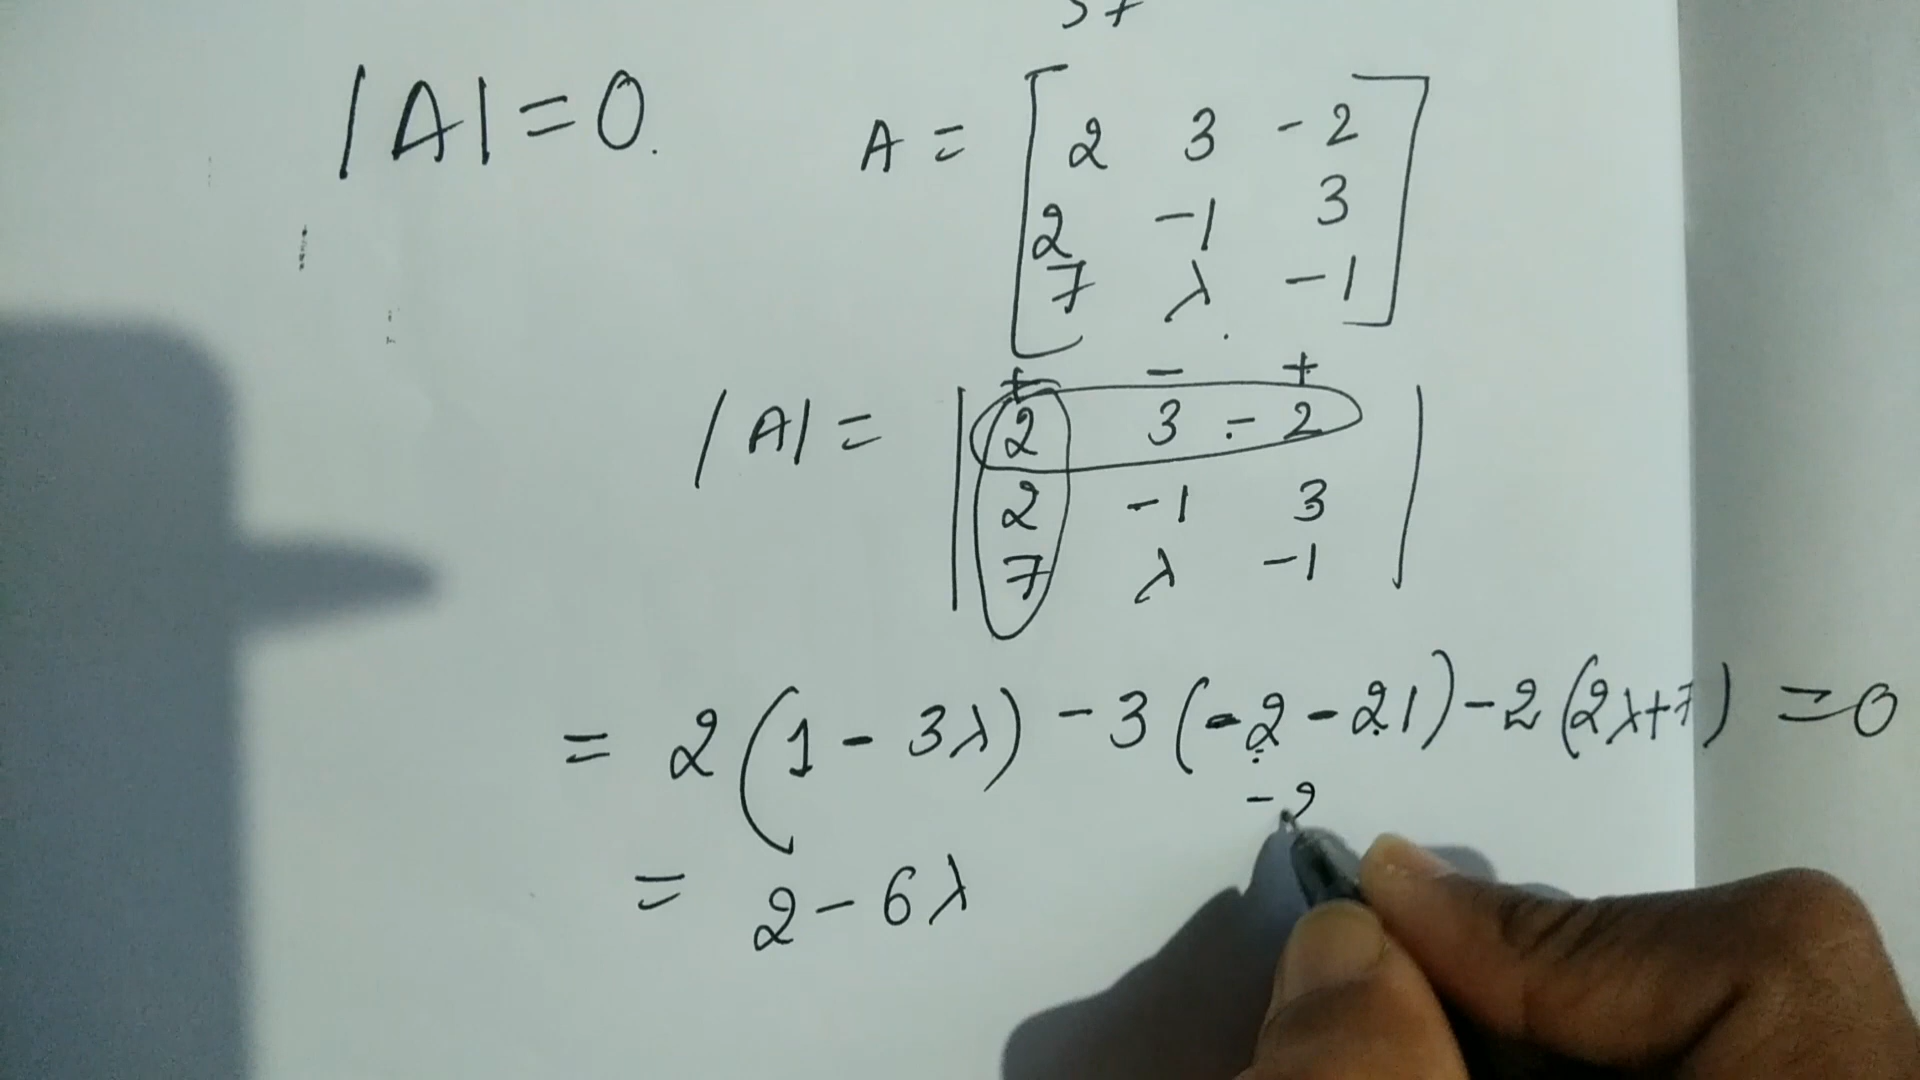 |A| = 0.
A = [ 2 3 -2
2 -1 3
7 λ -1 ]
+ - +
|A| = | 2 3 -2
2 -1 3
7 λ -1 |
= 2(1 - 3λ) - 3(-2 - 21) - 2(2λ+7) = 0
-2
= 2 - 6λ